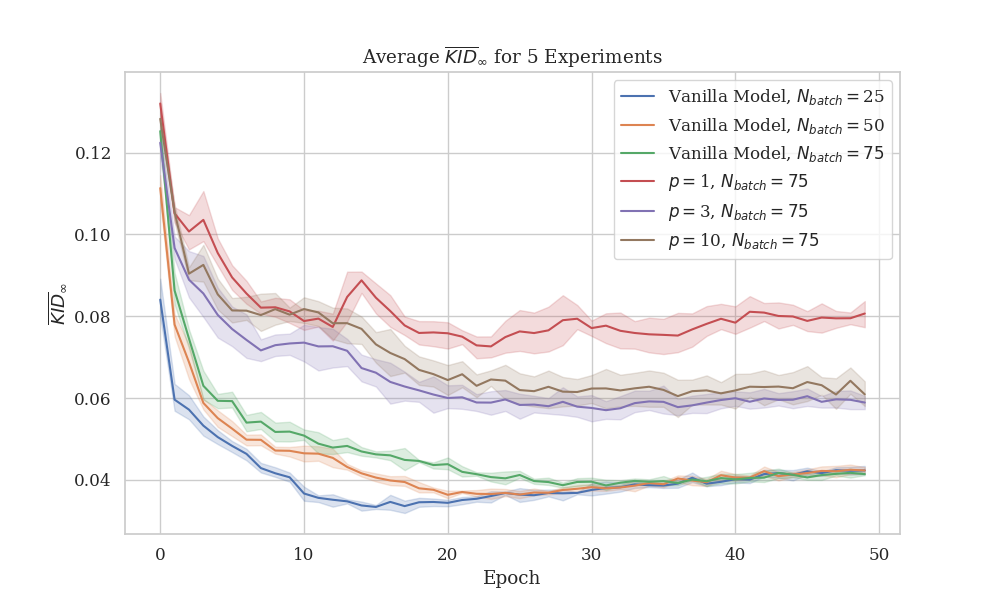 Average $\overline{KID}_\infty$ for 5 Experiments
Vanilla Model, $N_{batch} = 25$
Vanilla Model, $N_{batch} = 50$
Vanilla Model, $N_{batch} = 75$
$p = 1$, $N_{batch} = 75$
$p = 3$, $N_{batch} = 75$
$p = 10$, $N_{batch} = 75$
$\overline{KID}_\infty$
0.12
0.10
0.08
0.06
0.04
0 10 20 30 40 50
Epoch